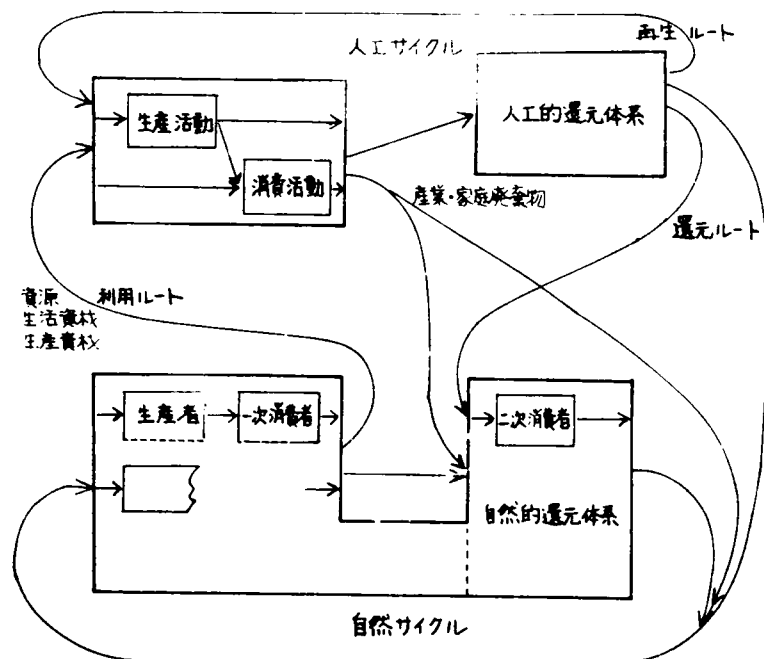 再生ルート
人工サイクル
生産活動
人工的還元体系
消費活動
産業・家庭廃棄物
還元ルート
資源 利用ルート
生活資材
生産資材
生産者
一次消費者
二次消費者
自然的還元体系
自然サイクル